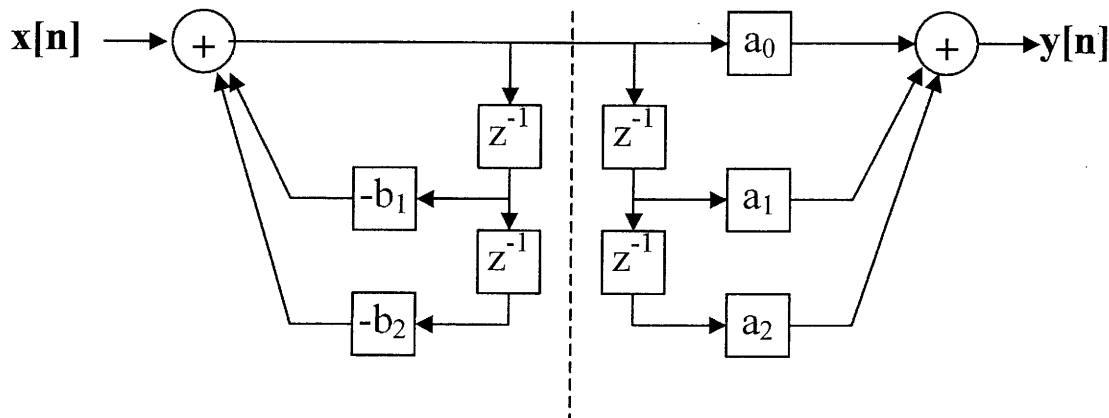 x[n] + a₀ + y[n]
z⁻¹ z⁻¹
-b₁ a₁
z⁻¹ z⁻¹
-b₂ a₂